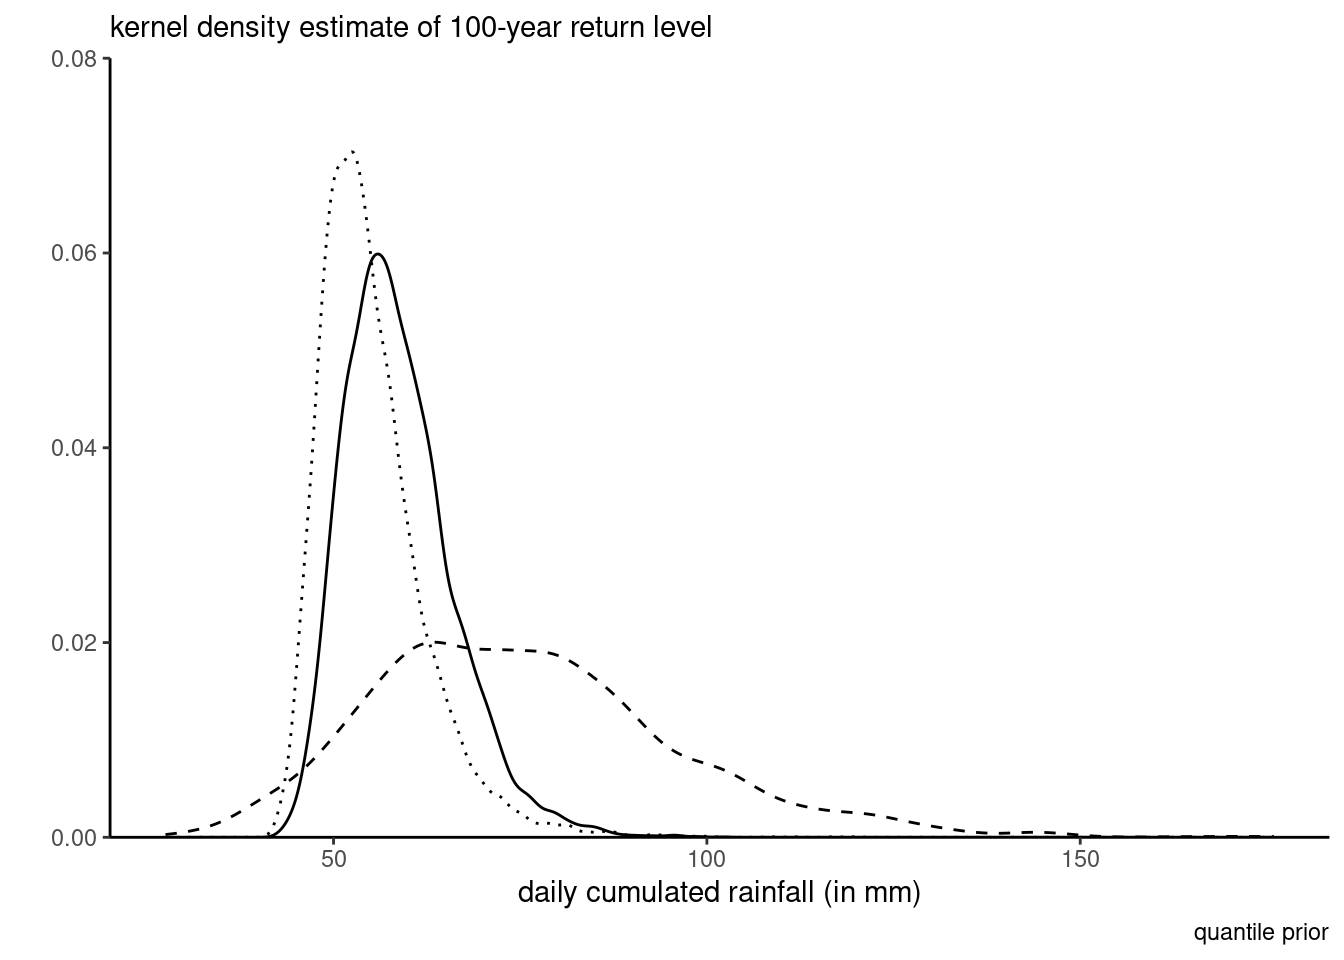 kernel density estimate of 100-year return level
0.08
0.06
0.04
0.02
0.00
50 100 150
daily cumulated rainfall (in mm)
quantile prior